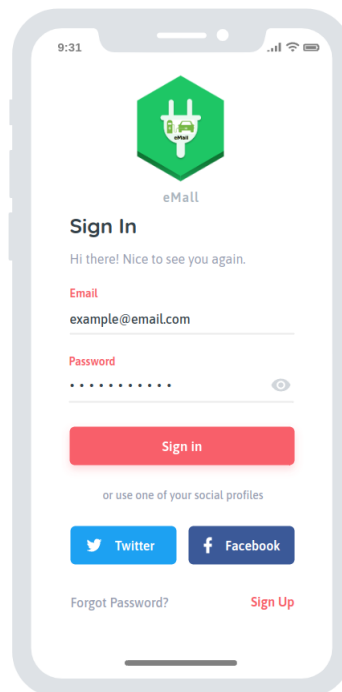 9:31
eMall
eMall
Sign In
Hi there! Nice to see you again.
Email
example@email.com
Password
Sign in
or use one of your social profiles
Twitter
Facebook
Forgot Password?
Sign Up